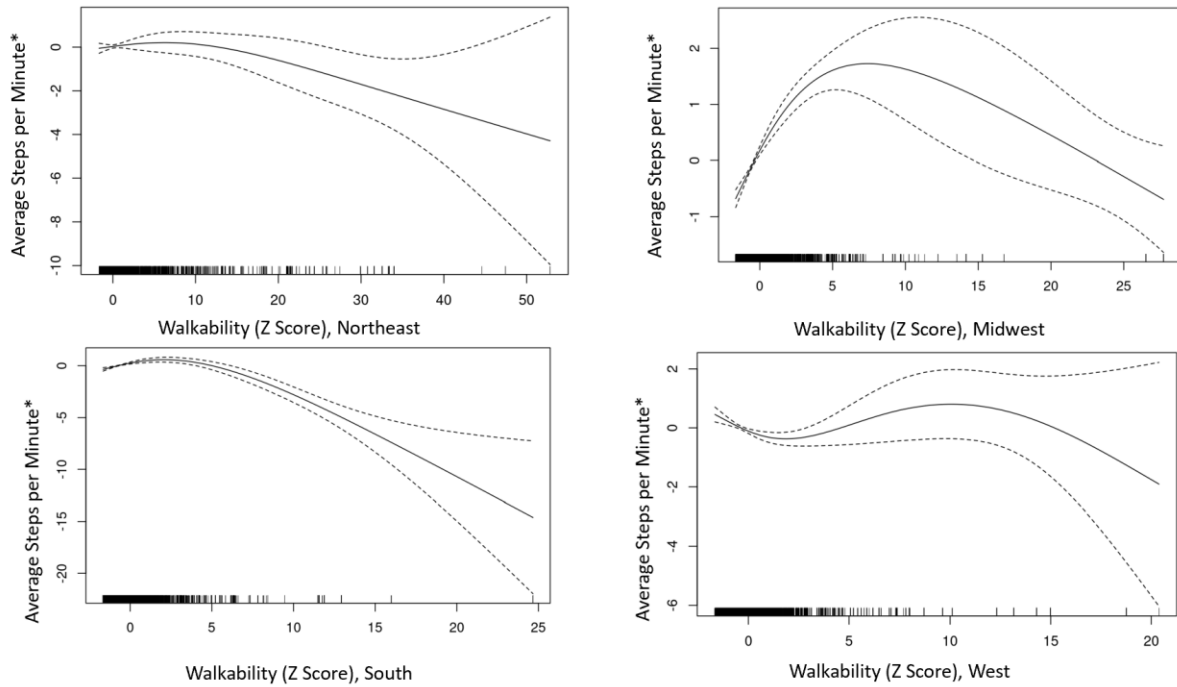 Average Steps per Minute*
0
-2
-4
-6
-8
-10
0 10 20 30 40 50
Walkability (Z Score), Northeast
Average Steps per Minute*
2
1
0
-1
0 5 10 15 20 25
Walkability (Z Score), Midwest
Average Steps per Minute*
0
-5
-10
-15
-20
0 5 10 15 20 25
Walkability (Z Score), South
Average Steps per Minute*
2
0
-2
-4
-6
0 5 10 15 20
Walkability (Z Score), West